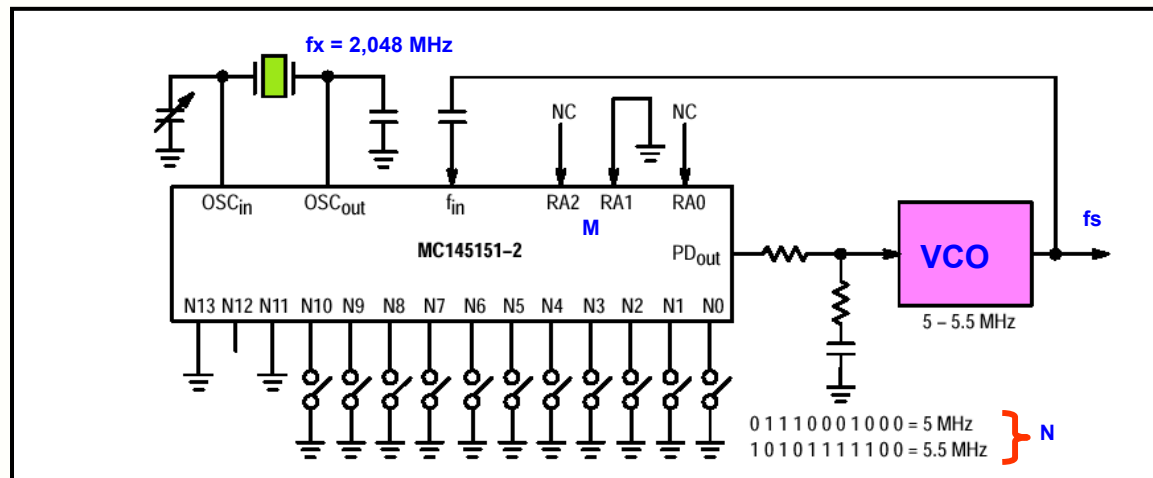 fx = 2,048 MHz
NC NC
OSCin OSCout fin RA2 RA1 RA0
M
MC145151–2
PDout
VCO
fs
5 – 5.5 MHz
N13 N12 N11 N10 N9 N8 N7 N6 N5 N4 N3 N2 N1 N0
0 1 1 1 0 0 0 1 0 0 0 = 5 MHz
1 0 1 0 1 1 1 1 1 0 0 = 5.5 MHz
N